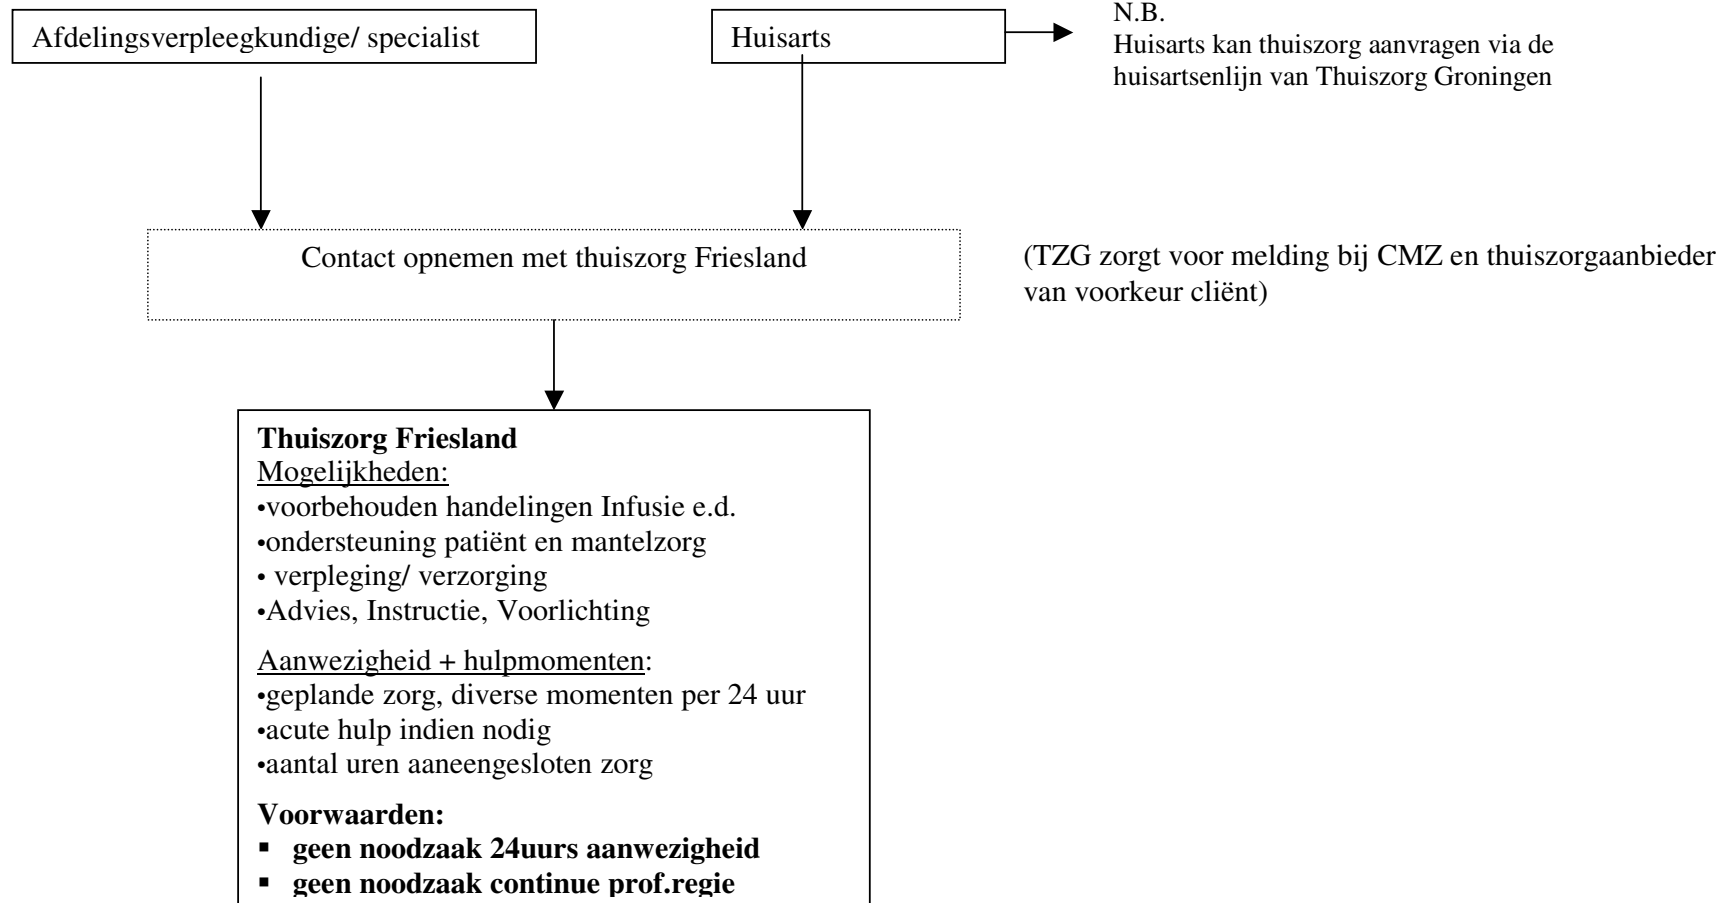 Afdelingsverpleegkundige/ specialist
Huisarts
N.B.
Huisarts kan thuiszorg aanvragen via de
huisartsenlijn van Thuiszorg Groningen
Contact opnemen met thuiszorg Friesland
(TZG zorgt voor melding bij CMZ en thuiszorgaanbieder
van voorkeur cliënt)
Thuiszorg Friesland
Mogelijkheden:
•voorbehouden handelingen Infusie e.d.
•ondersteuning patiënt en mantelzorg
• verpleging/ verzorging
•Advies, Instructie, Voorlichting
Aanwezigheid + hulpmomenten:
•geplande zorg, diverse momenten per 24 uur
•acute hulp indien nodig
•aantal uren aaneengesloten zorg
Voorwaarden:
▪ geen noodzaak 24uurs aanwezigheid
▪ geen noodzaak continue prof.regie